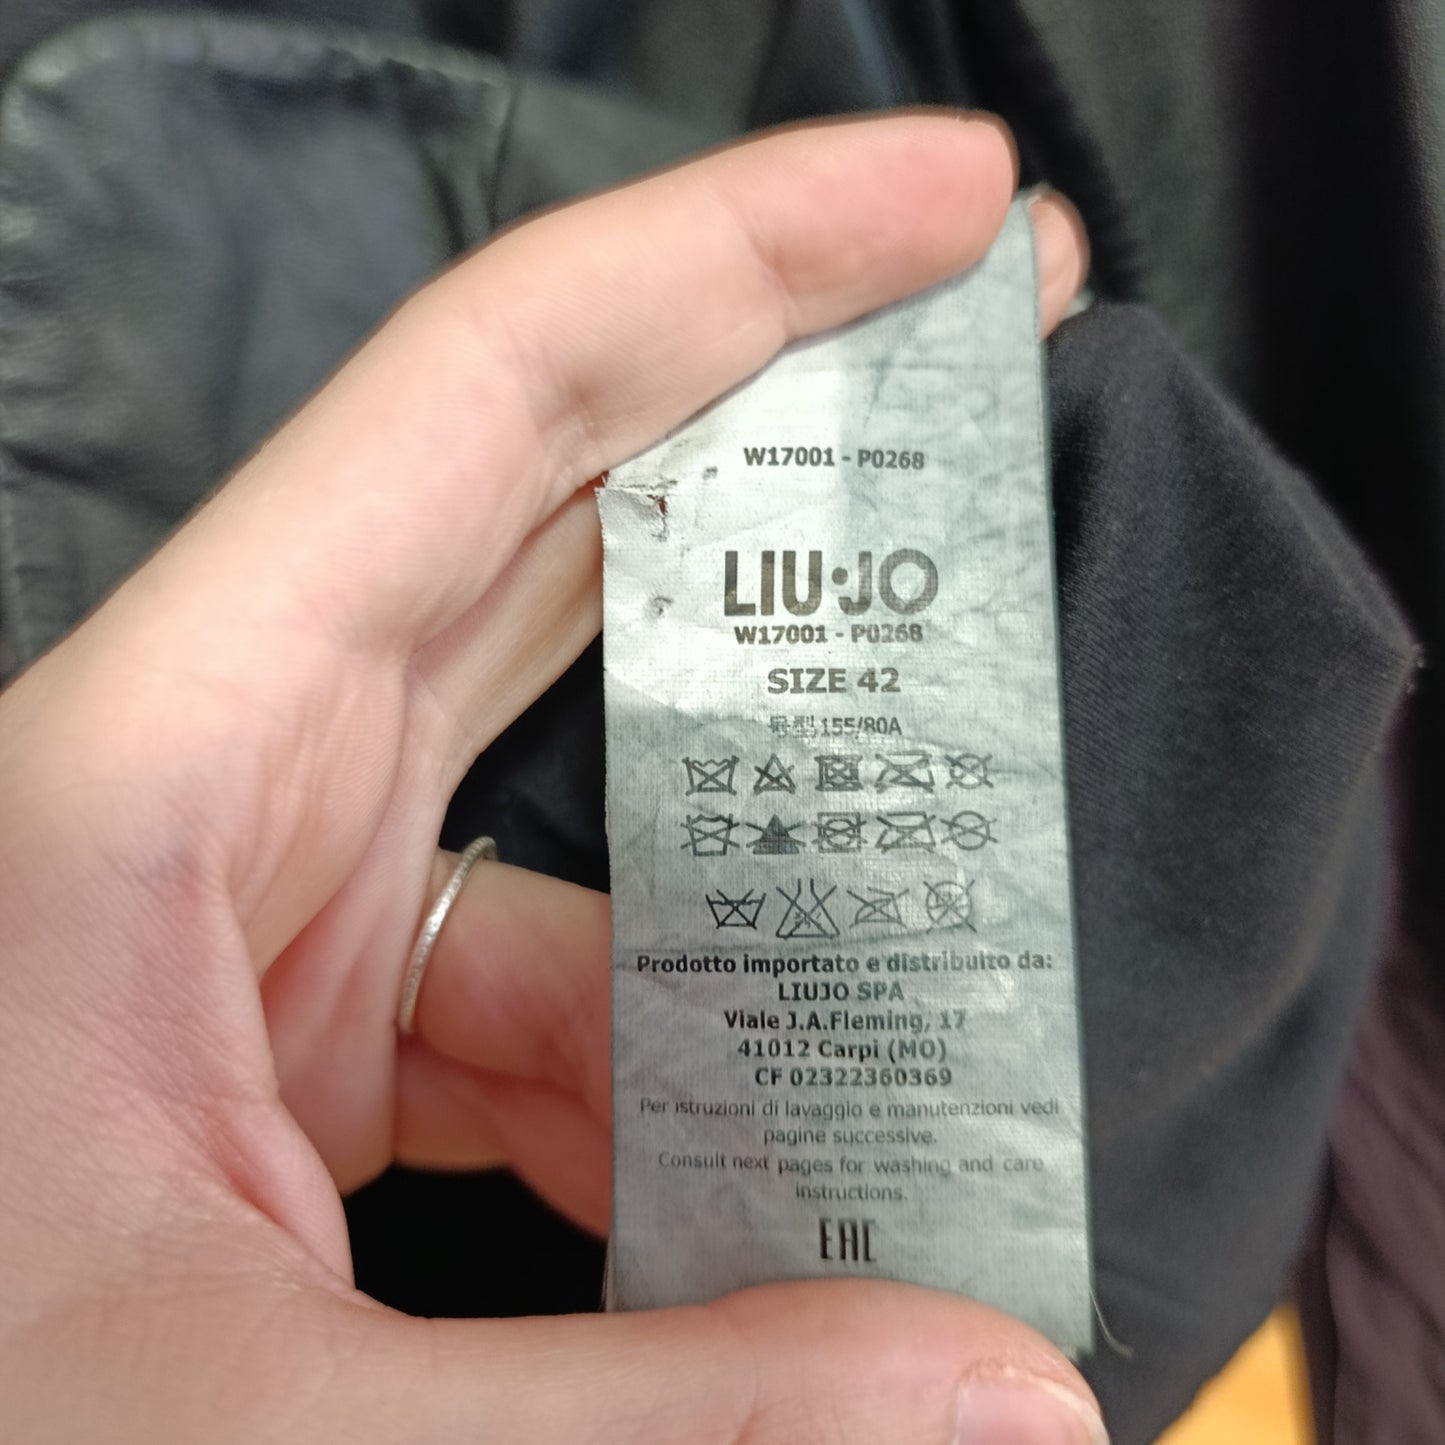 W17001 - P0268
LIU·JO
W17001 - P0268
SIZE 42
号型155/80A
Prodotto importato e distribuito da:
LIUJO SPA
Viale J.A.Fleming, 17
41012 Carpi (MO)
CF 02322360369
Per istruzioni di lavaggio e manutenzioni vedi
pagine successive.
Consult next pages for washing and care
instructions.
EAC